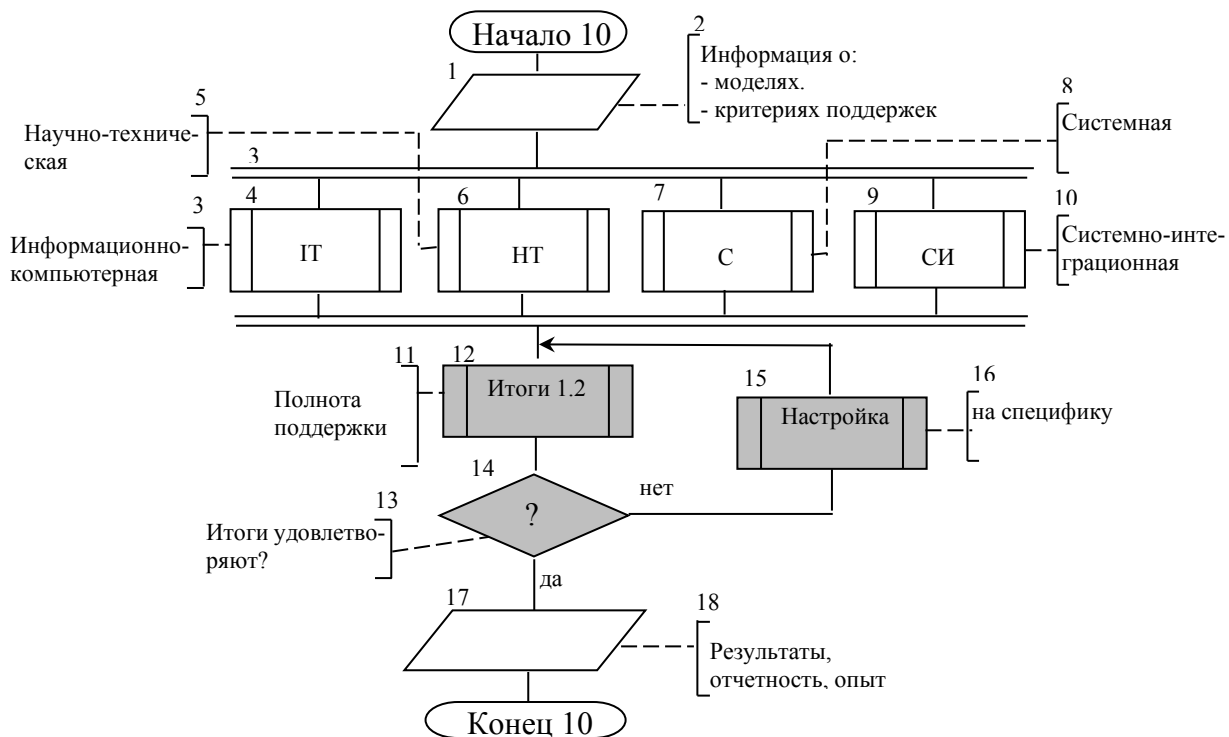 Начало 10
2
Информация о:
- моделях.
- критериях поддержек
1
5
Научно-техниче-
ская
8
Системная
3
4
6
7
9
3
Информационно-
компьютерная
IT
НТ
С
СИ
10
Системно-инте-
грационная
11
Полнота
поддержки
12
Итоги 1.2
15
Настройка
16
на специфику
14
?
нет
13
Итоги удовлетво-
ряют?
да
17
18
Результаты,
отчетность, опыт
Конец 10